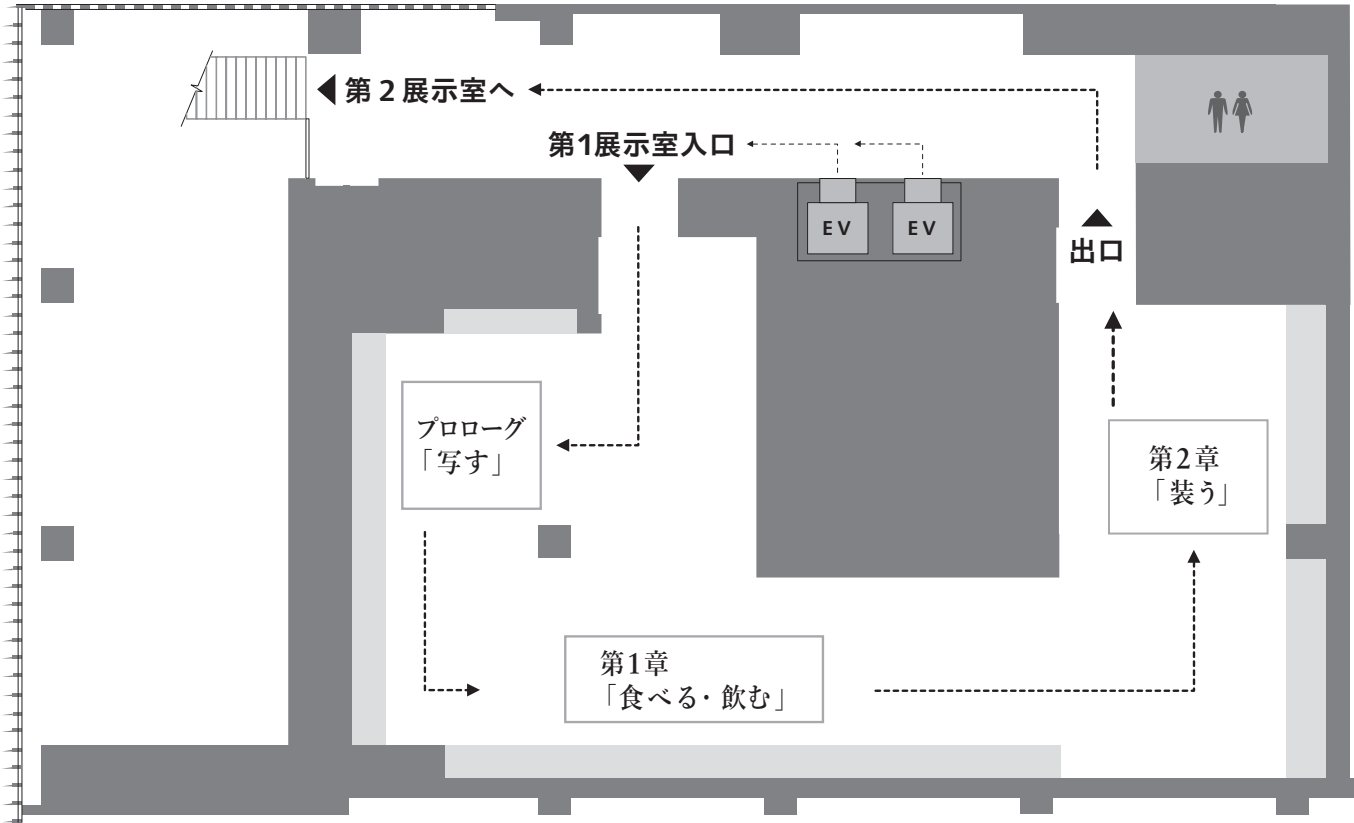 第2展示室へ
第1展示室入口
EV
EV
出口
プロローグ
「写す」
第2章
「装う」
第1章
「食べる・飲む」